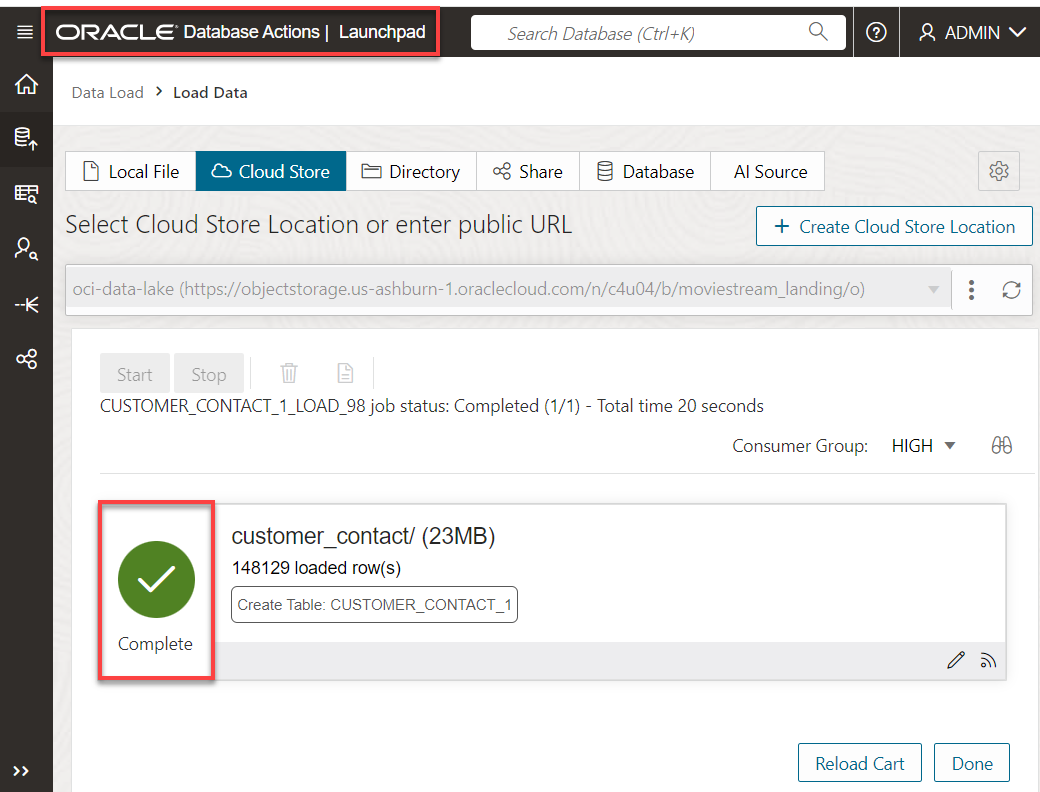 ORACLE Database Actions | Launchpad
Search Database (Ctrl+K)
ADMIN
Data Load > Load Data
Local File
Cloud Store
Directory
Share
Database
AI Source
Select Cloud Store Location or enter public URL
+ Create Cloud Store Location
oci-data-lake (https://objectstorage.us-ashburn-1.oraclecloud.com/n/c4u04/b/moviestream_landing/o)
Start
Stop
CUSTOMER_CONTACT_1_LOAD_98 job status: Completed (1/1) - Total time 20 seconds
Consumer Group: HIGH
customer_contact/ (23MB)
148129 loaded row(s)
Create Table: CUSTOMER_CONTACT_1
Complete
Reload Cart
Done